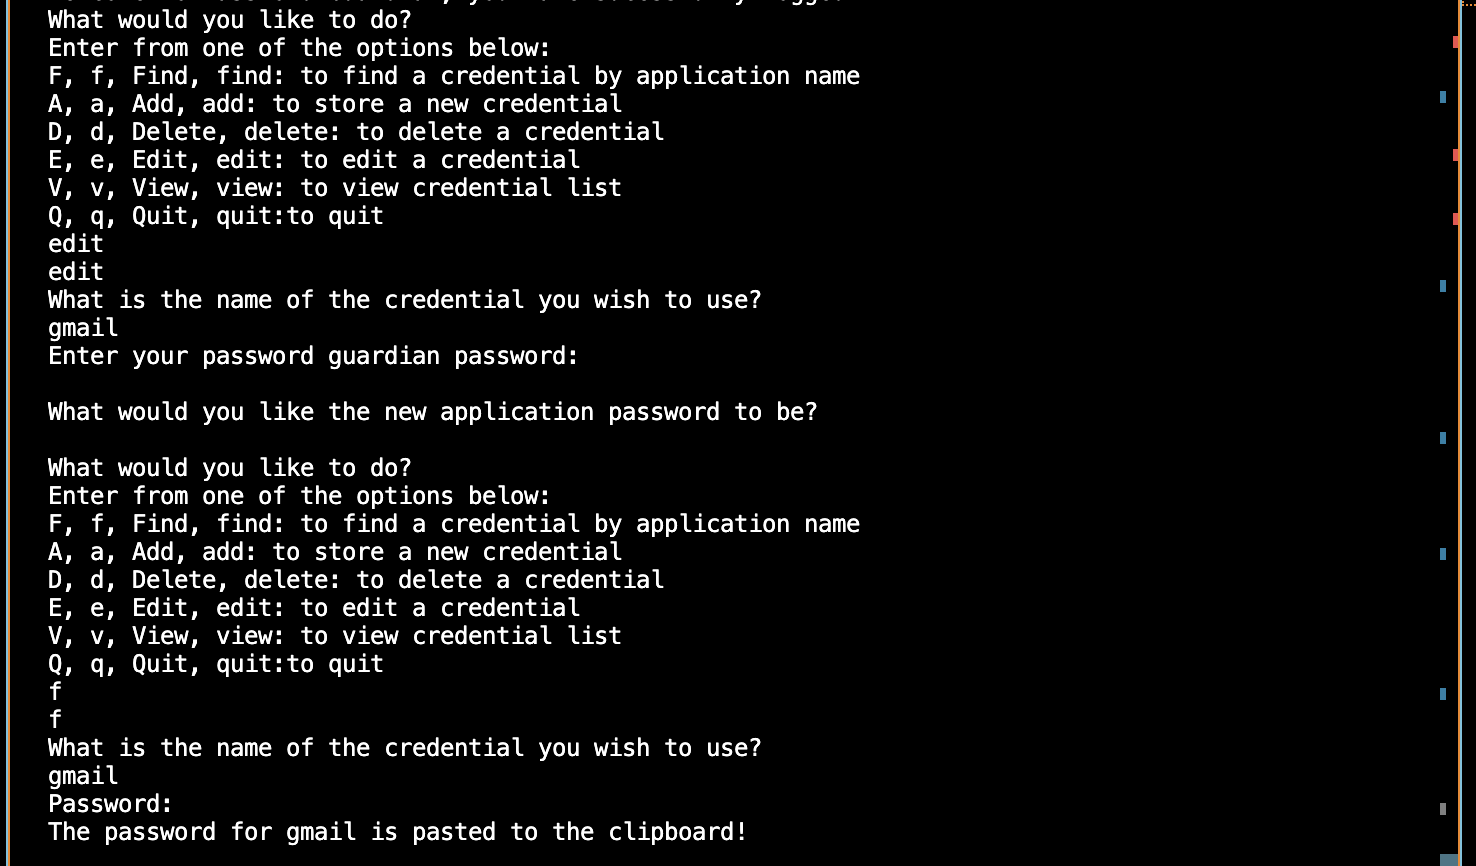 What would you like to do?
Enter from one of the options below:
F, f, Find, find: to find a credential by application name
A, a, Add, add: to store a new credential
D, d, Delete, delete: to delete a credential
E, e, Edit, edit: to edit a credential
V, v, View, view: to view credential list
Q, q, Quit, quit:to quit
edit
edit
What is the name of the credential you wish to use?
gmail
Enter your password guardian password:
What would you like the new application password to be?
What would you like to do?
Enter from one of the options below:
F, f, Find, find: to find a credential by application name
A, a, Add, add: to store a new credential
D, d, Delete, delete: to delete a credential
E, e, Edit, edit: to edit a credential
V, v, View, view: to view credential list
Q, q, Quit, quit:to quit
f
f
What is the name of the credential you wish to use?
gmail
Password:
The password for gmail is pasted to the clipboard!